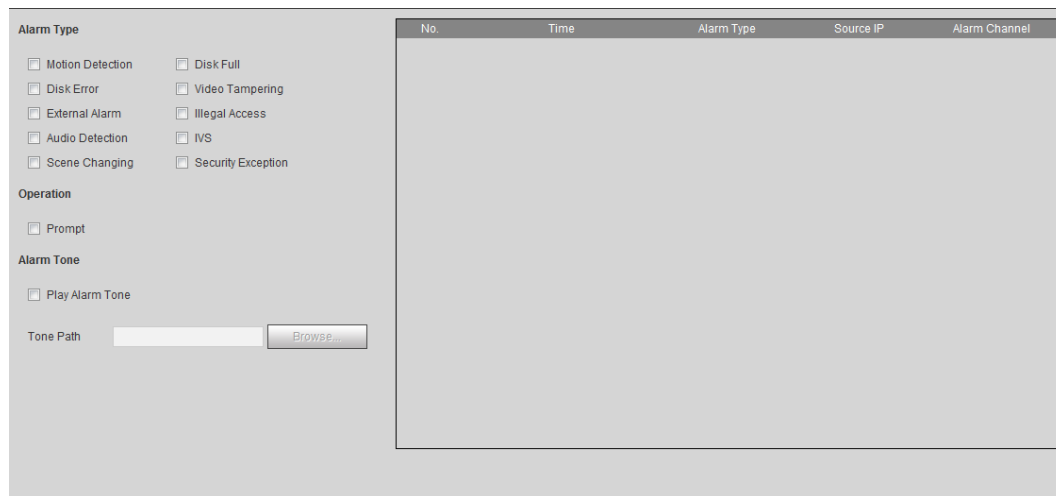 Alarm Type
Motion Detection Disk Full
Disk Error Video Tampering
External Alarm Illegal Access
Audio Detection IVS
Scene Changing Security Exception
Operation
Prompt
Alarm Tone
Play Alarm Tone
Tone Path Browse...
No. Time Alarm Type Source IP Alarm Channel